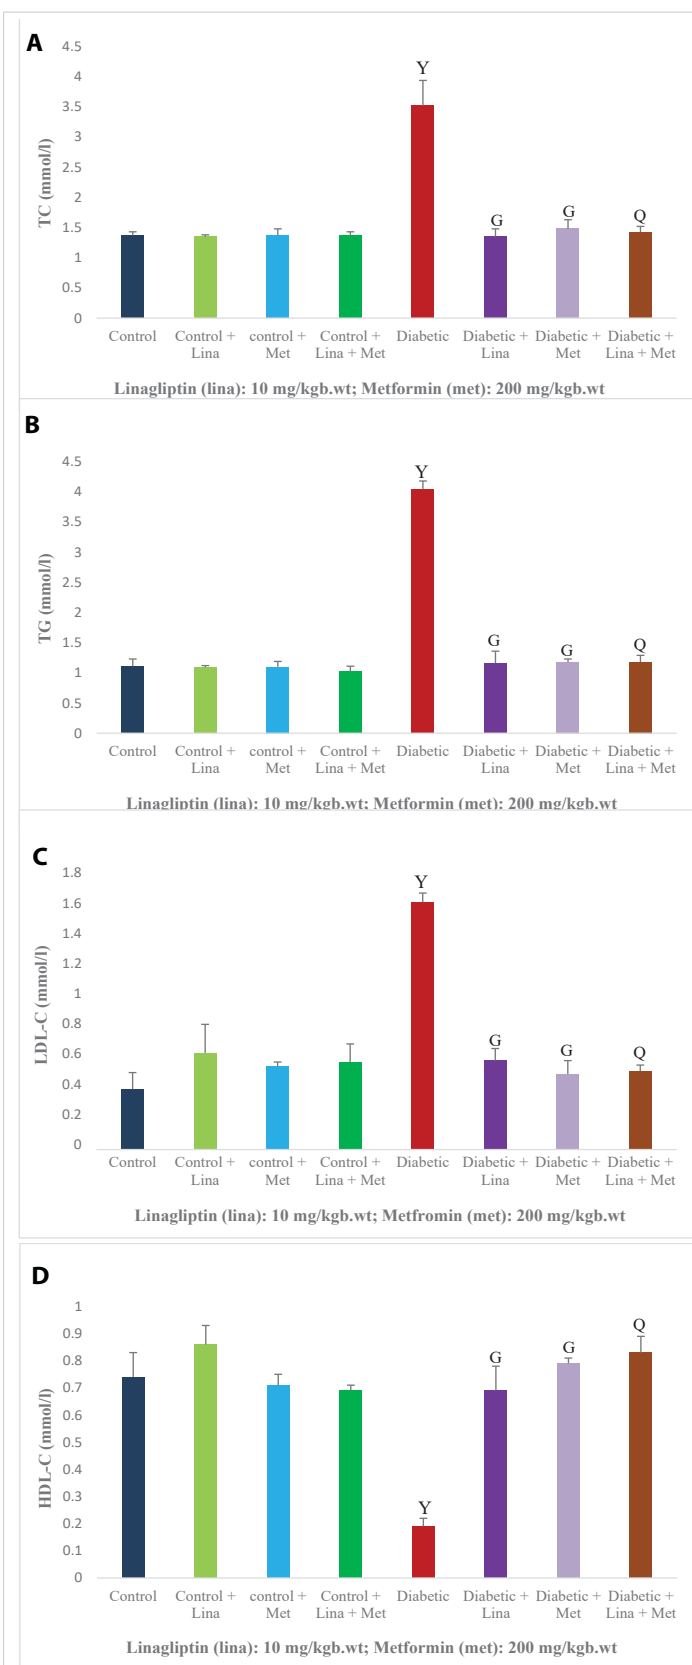 A
4.5
4
3.5
3
2.5
2
1.5
1
0.5
0
TC (mmol/l)
Y
G
G
Q
Control
Control +
Lina
control +
Met
Control +
Lina + Met
Diabetic
Diabetic +
Lina
Diabetic +
Met
Diabetic +
Lina + Met
Linagliptin (lina): 10 mg/kgb.wt; Metformin (met): 200 mg/kgb.wt
B
4.5
4
3.5
3
2.5
2
1.5
1
0.5
0
TG (mmol/l)
Y
G
G
Q
Control
Control +
Lina
control +
Met
Control +
Lina + Met
Diabetic
Diabetic +
Lina
Diabetic +
Met
Diabetic +
Lina + Met
Linagliptin (lina): 10 mg/kgb.wt; Metformin (met): 200 mg/kgb.wt
C
1.8
1.6
1.4
1.2
1
0.8
0.6
0.4
0.2
0
LDL-C (mmol/l)
Y
G
G
Q
Control
Control +
Lina
control +
Met
Control +
Lina + Met
Diabetic
Diabetic +
Lina
Diabetic +
Met
Diabetic +
Lina + Met
Linagliptin (lina): 10 mg/kgb.wt; Metfromin (met): 200 mg/kgb.wt
D
1
0.9
0.8
0.7
0.6
0.5
0.4
0.3
0.2
0.1
0
HDL-C (mmol/l)
Y
G
G
Q
Control
Control +
Lina
control +
Met
Control +
Lina + Met
Diabetic
Diabetic +
Lina
Diabetic +
Met
Diabetic +
Lina + Met
Linagliptin (lina): 10 mg/kgb.wt; Metformin (met): 200 mg/kgb.wt